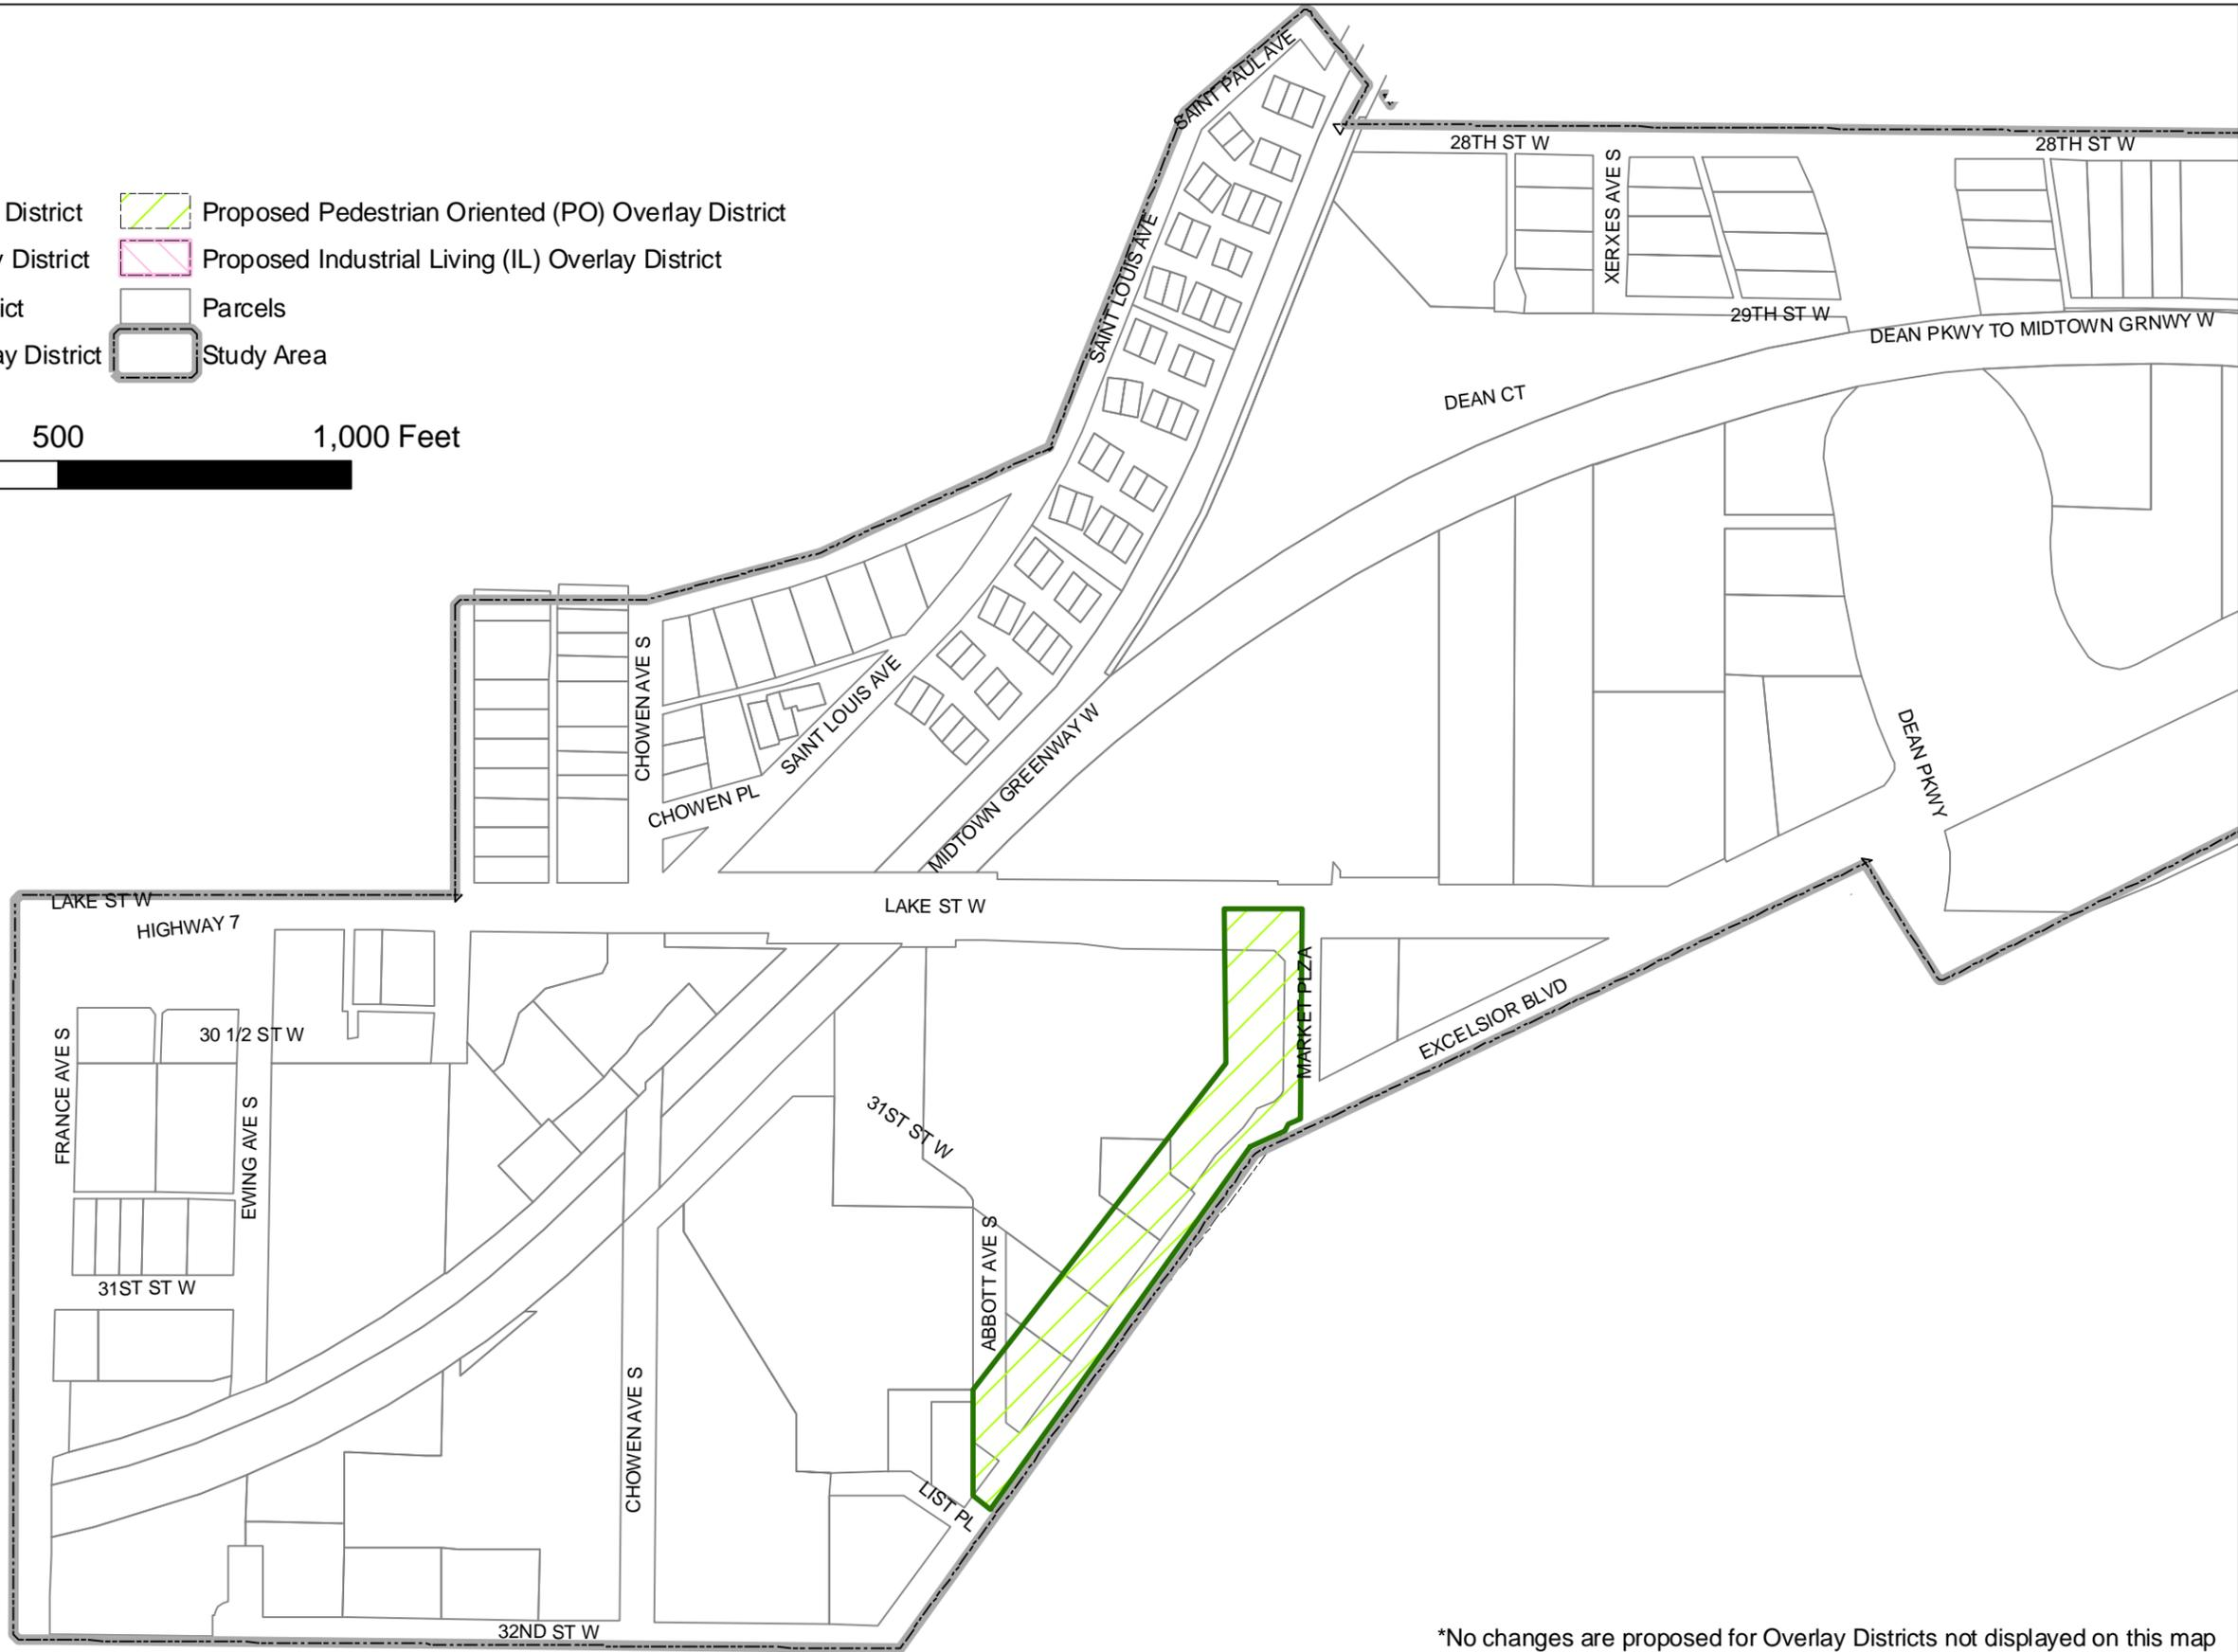 SAINT PAUL AVE
28TH ST W
28TH ST W
XERXES AVE S
District
Proposed Pedestrian Oriented (PO) Overlay District
District
Proposed Industrial Living (IL) Overlay District
Parcels
District
Study Area
SAINT LOUIS AVE
29TH ST W
DEAN PKWY TO MIDTOWN GRNWY W
DEAN CT
500
1,000 Feet
CHOWEN AVE S
SAINT LOUIS AVE
CHOWEN PL
MIDTOWN GREENWAY W
DEAN PKWY
LAKE ST W
HIGHWAY 7
LAKE ST W
MARKET PLZA
EXCELSIOR BLVD
FRANCE AVE S
30 1/2 ST W
EWING AVE S
31ST ST W
ABBOTT AVE S
31ST ST W
CHOWEN AVE S
LIST PL
32ND ST W
*No changes are proposed for Overlay Districts not displayed on this map